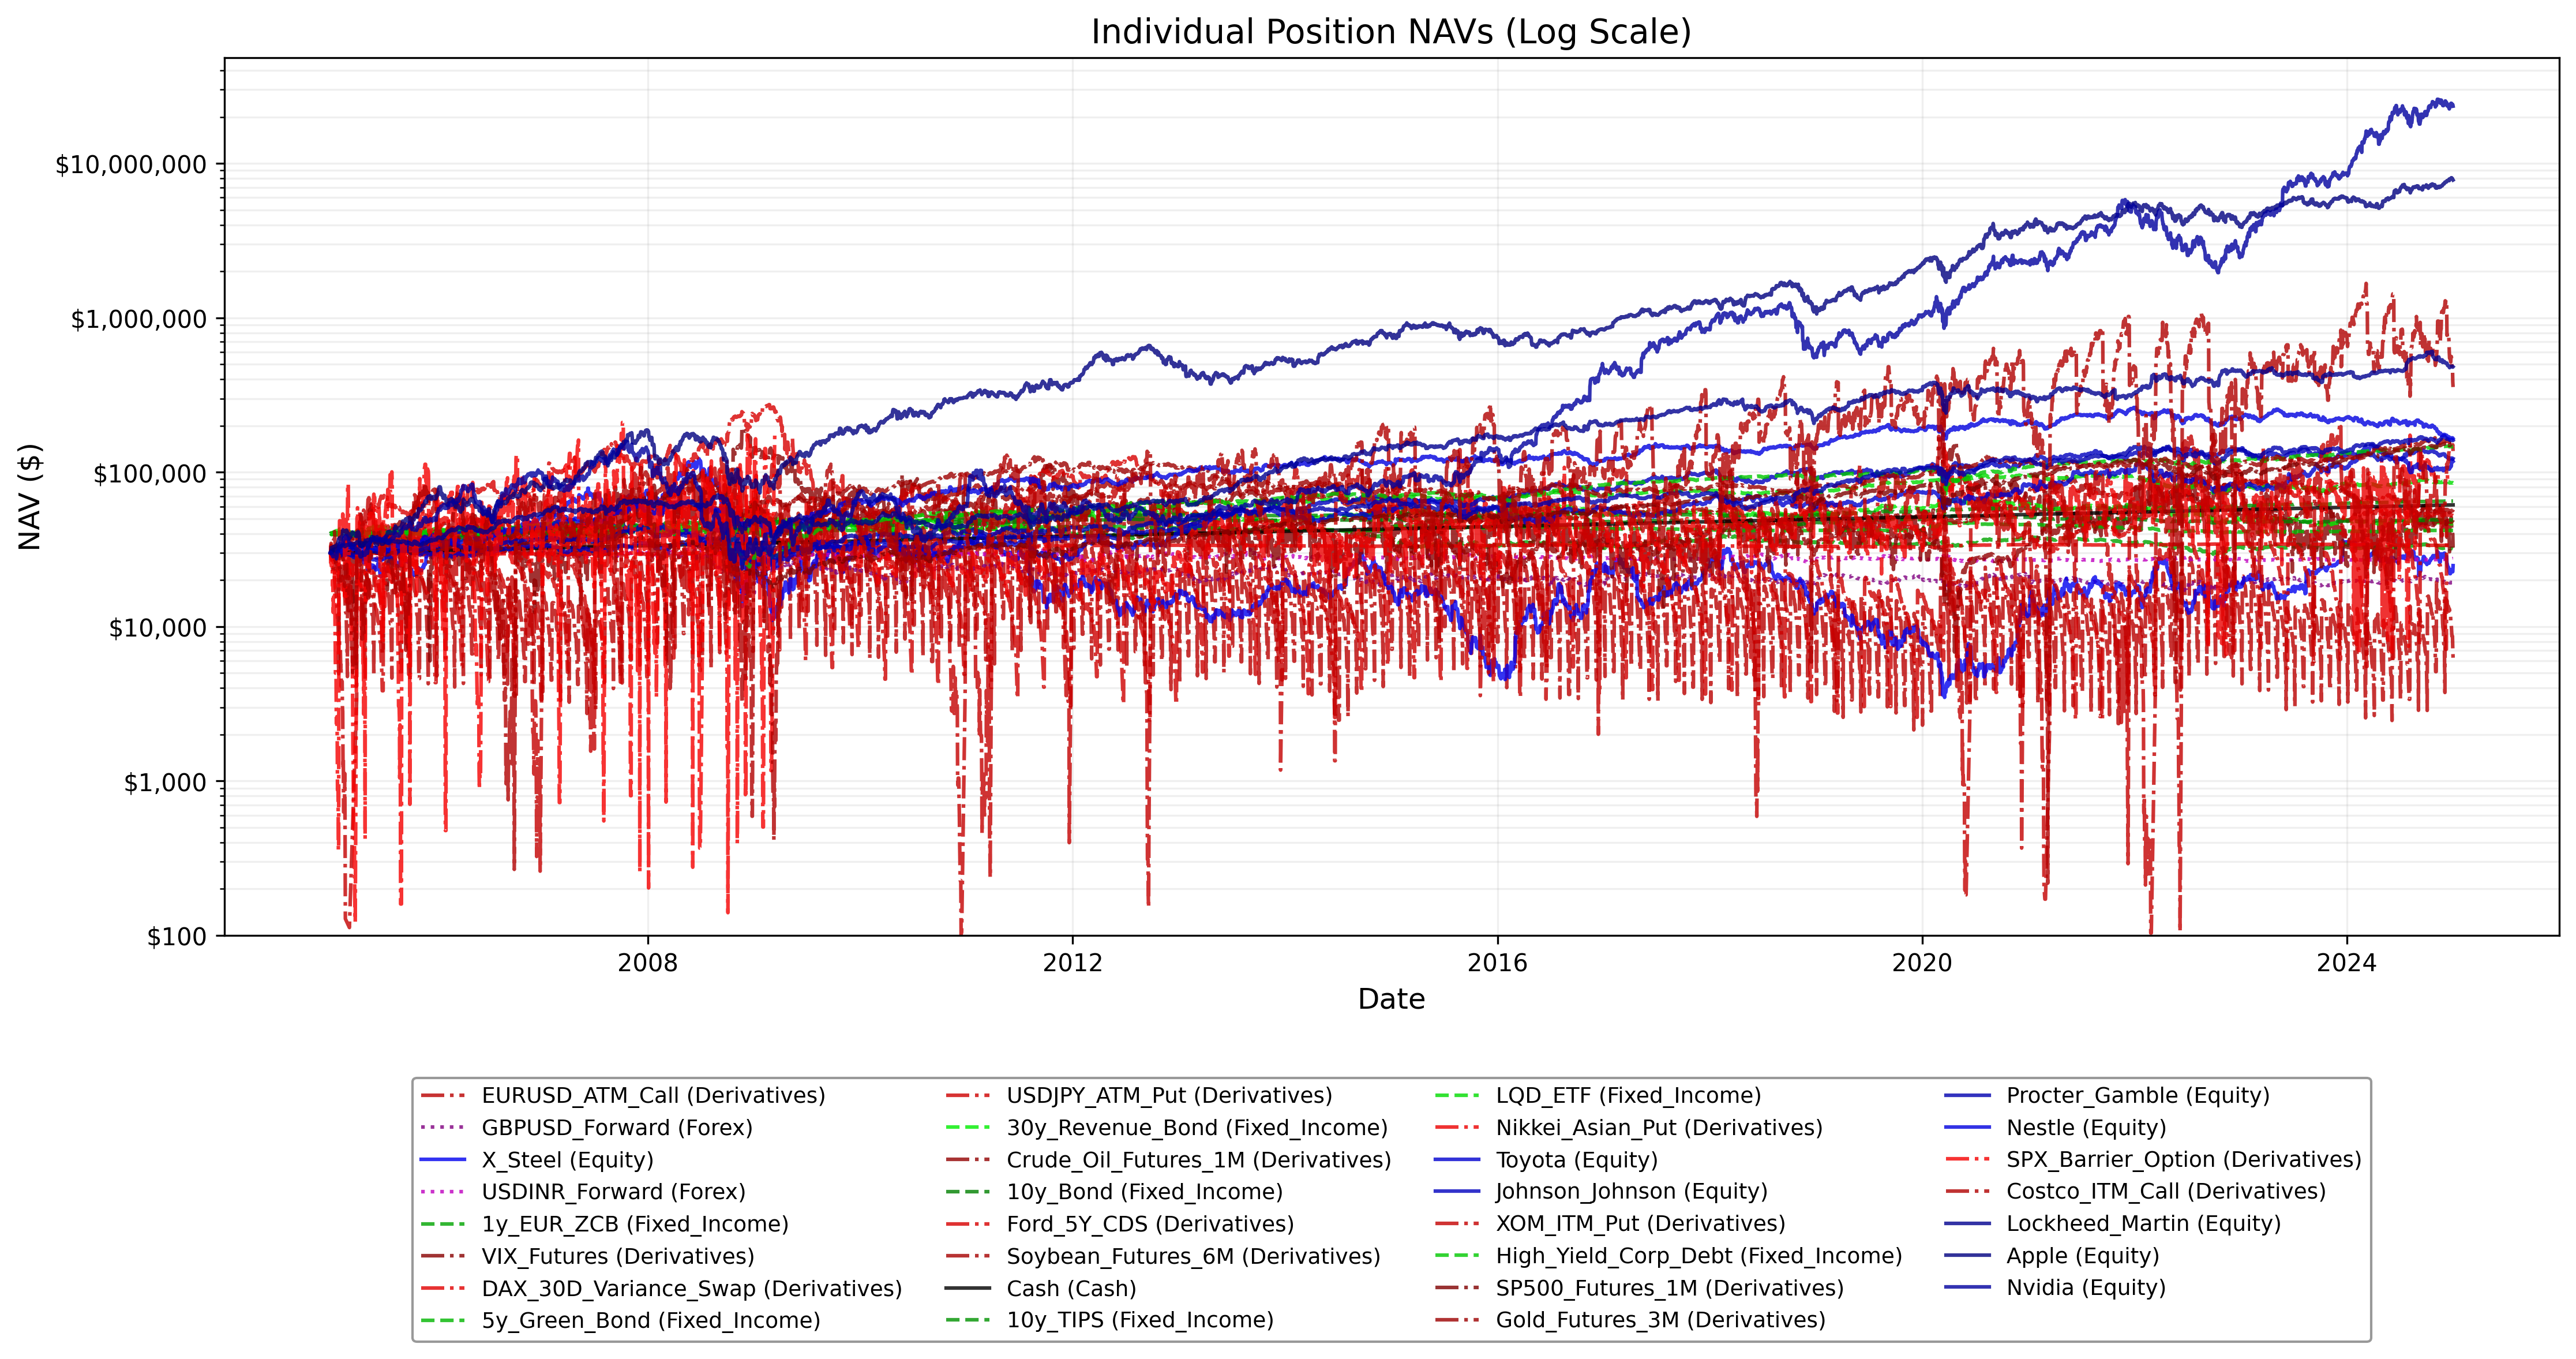 Individual Position NAVs (Log Scale)
NAV ($)
$10,000,000
$1,000,000
$100,000
$10,000
$1,000
$100
2008
2012
2016
2020
2024
Date
EURUSD_ATM_Call (Derivatives)
GBPUSD_Forward (Forex)
X_Steel (Equity)
USDINR_Forward (Forex)
1y_EUR_ZCB (Fixed_Income)
VIX_Futures (Derivatives)
DAX_30D_Variance_Swap (Derivatives)
5y_Green_Bond (Fixed_Income)
USDJPY_ATM_Put (Derivatives)
30y_Revenue_Bond (Fixed_Income)
Crude_Oil_Futures_1M (Derivatives)
10y_Bond (Fixed_Income)
Ford_5Y_CDS (Derivatives)
Soybean_Futures_6M (Derivatives)
Cash (Cash)
10y_TIPS (Fixed_Income)
LQD_ETF (Fixed_Income)
Nikkei_Asian_Put (Derivatives)
Toyota (Equity)
Johnson_Johnson (Equity)
XOM_ITM_Put (Derivatives)
High_Yield_Corp_Debt (Fixed_Income)
SP500_Futures_1M (Derivatives)
Gold_Futures_3M (Derivatives)
Procter_Gamble (Equity)
Nestle (Equity)
SPX_Barrier_Option (Derivatives)
Costco_ITM_Call (Derivatives)
Lockheed_Martin (Equity)
Apple (Equity)
Nvidia (Equity)